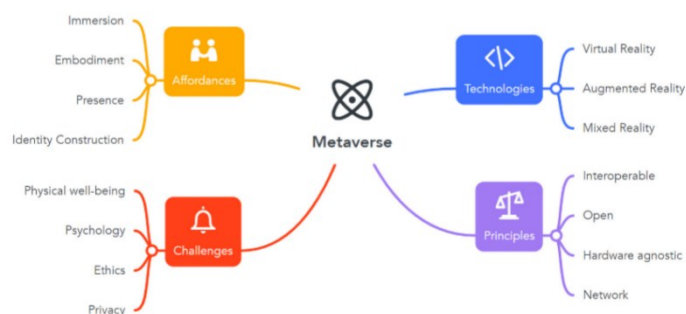 Immersion
Embodiment
Presence
Identity Construction
Affordances
Metaverse
Technologies
Virtual Reality
Augmented Reality
Mixed Reality
Physical well-being
Psychology
Ethics
Privacy
Challenges
Principles
Interoperable
Open
Hardware agnostic
Network